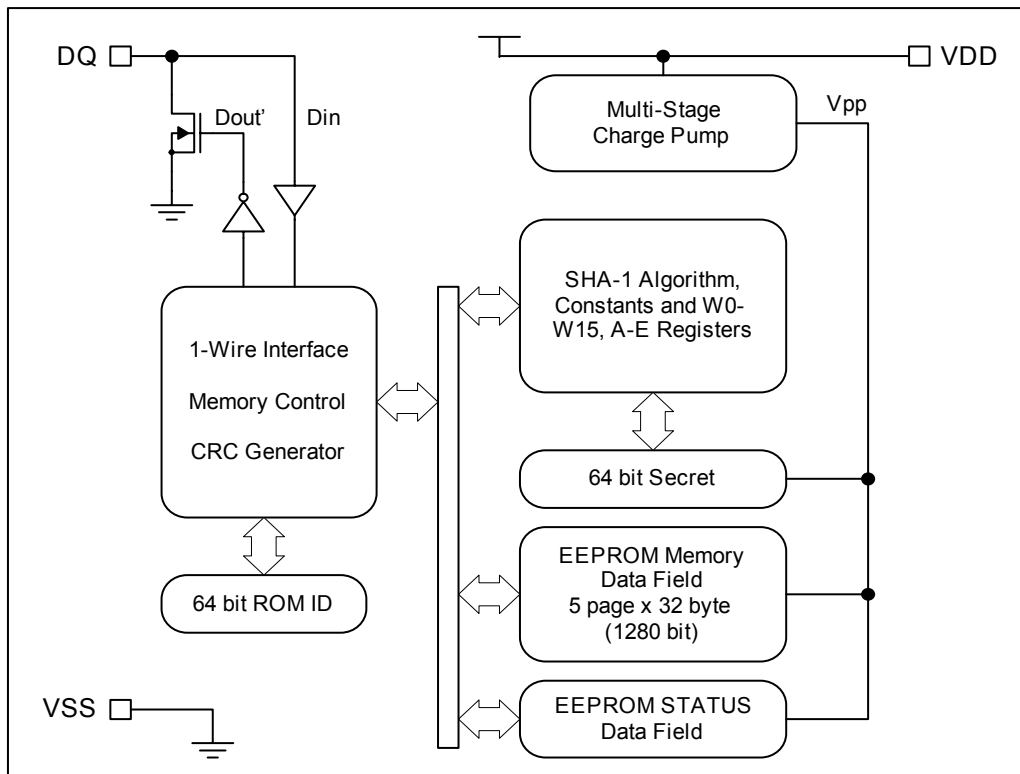 DQ
VDD
Dout’
Din
Multi-Stage
Charge Pump
Vpp
SHA-1 Algorithm,
Constants and W0-
W15, A-E Registers
1-Wire Interface
Memory Control
CRC Generator
64 bit Secret
EEPROM Memory
Data Field
5 page x 32 byte
(1280 bit)
64 bit ROM ID
VSS
EEPROM STATUS
Data Field